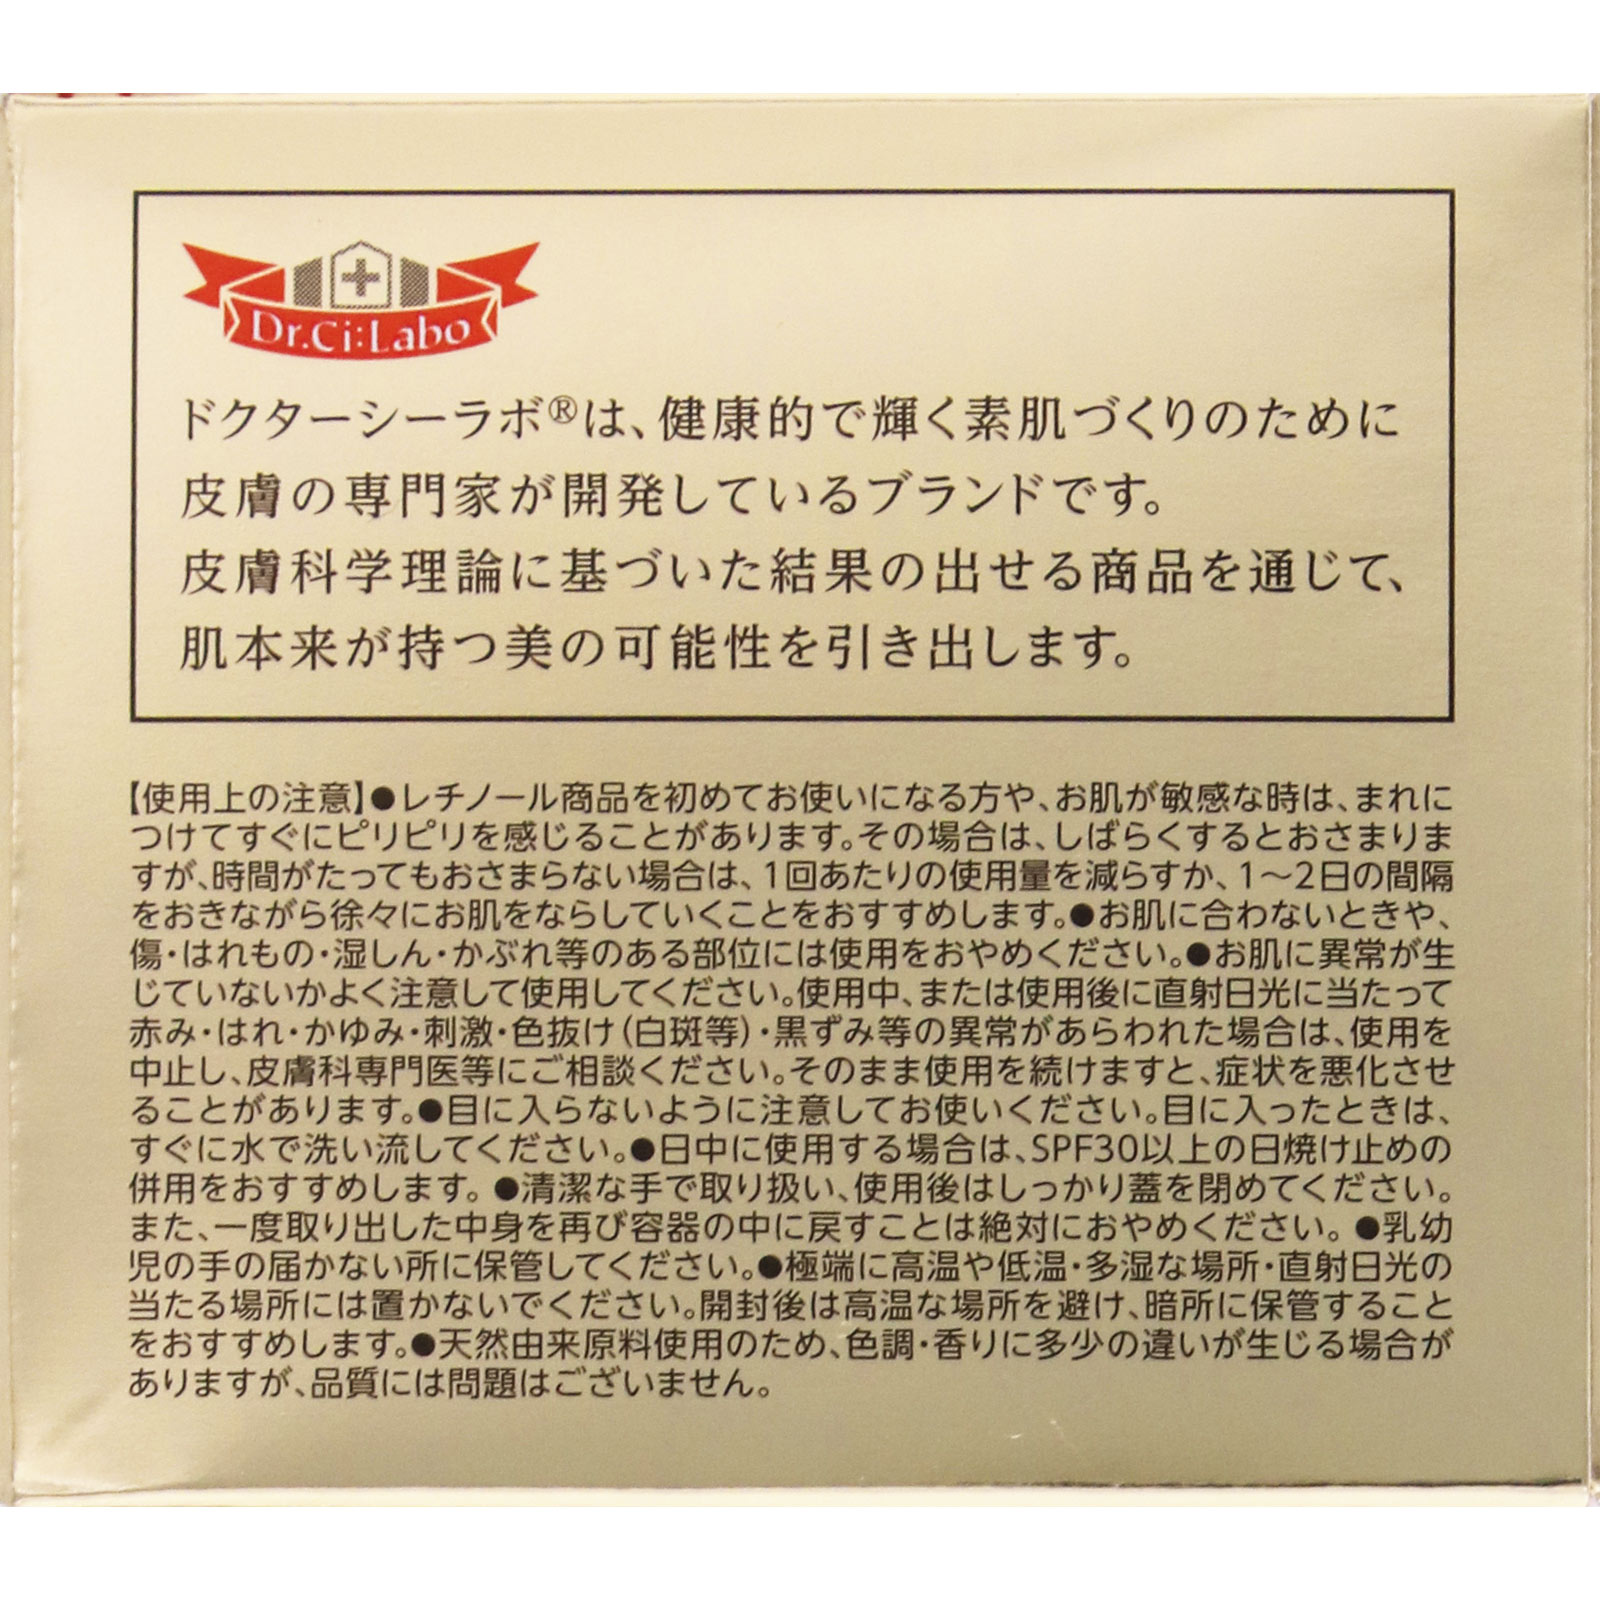 Dr.Ci:Labo
ドクターシーラボ®は、健康的で輝く素肌づくりのために
皮膚の専門家が開発しているブランドです。
皮膚科学理論に基づいた結果の出せる商品を通じて、
肌本来が持つ美の可能性を引き出します。
【使用上の注意】●レチノール商品を初めてお使いになる方や、お肌が敏感な時は、まれに
つけてすぐにピリピリを感じることがあります。その場合は、しばらくするとおさまりま
すが、時間がたってもおさまらない場合は、1回あたりの使用量を減らすか、1～2日の間隔
をおきながら徐々にお肌をならしていくことをおすすめします。●お肌に合わないときや、
傷・はれもの・湿しん・かぶれ等のある部位には使用をおやめください。●お肌に異常が生
じていないかよく注意して使用してください。使用中、または使用後に直射日光に当たって
赤み・はれ・かゆみ・刺激・色抜け（白斑等）・黒ずみ等の異常があらわれた場合は、使用を
中止し、皮膚科専門医等にご相談ください。そのまま使用を続けますと、症状を悪化させ
ることがあります。●目に入らないように注意してお使いください。目に入ったときは、
すぐに水で洗い流してください。●日中に使用する場合は、SPF30以上の日焼け止めの
併用をおすすめします。●清潔な手で取り扱い、使用後はしっかり蓋を閉めてください。
また、一度取り出した中身を再び容器の中に戻すことは絶対におやめください。●乳幼
児の手の届かない所に保管してください。●極端に高温や低温・多湿な場所・直射日光の
当たる場所には置かないでください。開封後は高温な場所を避け、暗所に保管すること
をおすすめします。●天然由来原料使用のため、色調・香りに多少の違いが生じる場合が
ありますが、品質には問題はございません。